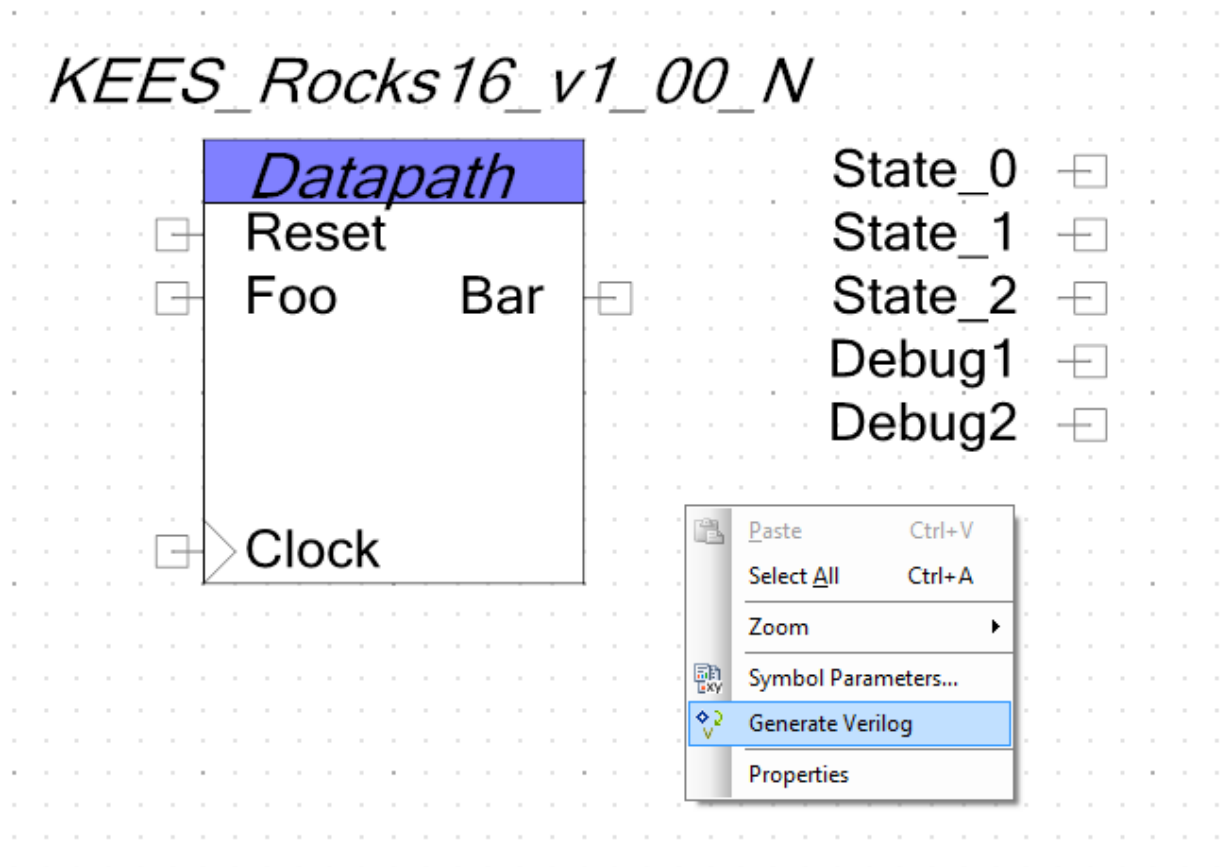 KEES_Rocks16_v1_00_N
Datapath
Reset
Foo Bar
Clock
State_0
State_1
State_2
Debug1
Debug2
Paste Ctrl+V
Select All Ctrl+A
Zoom
Symbol Parameters...
Generate Verilog
Properties